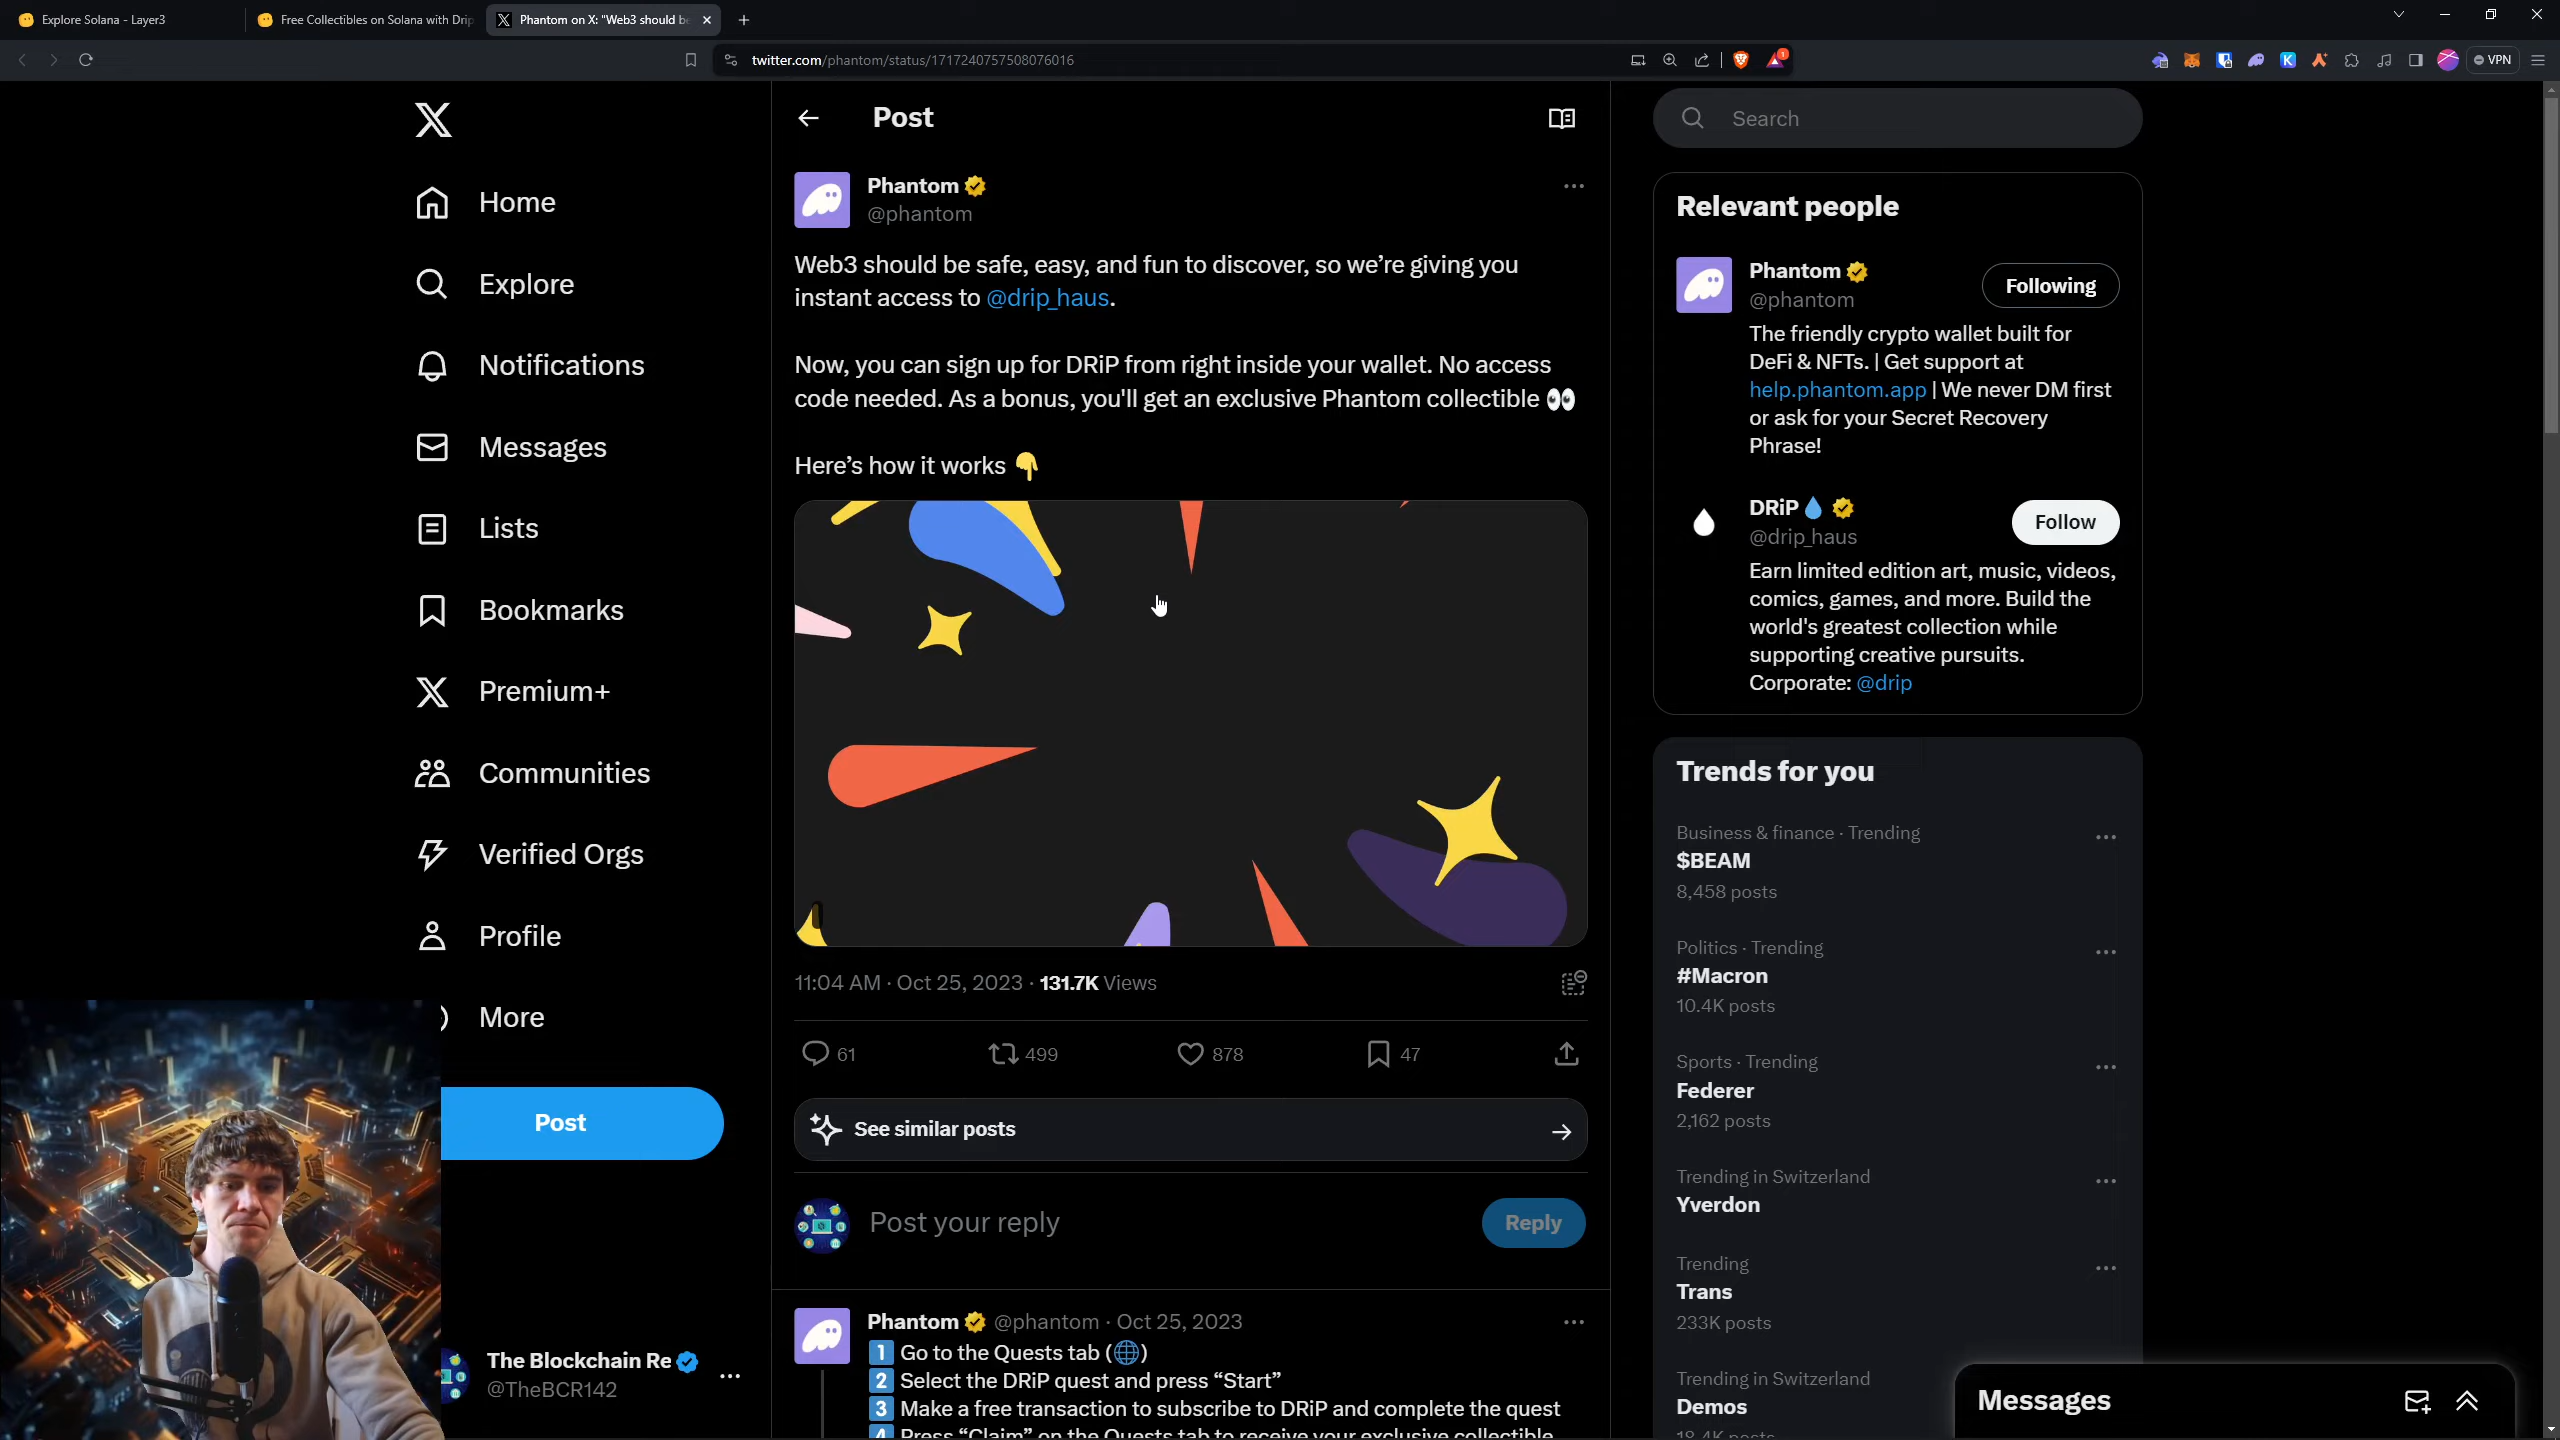 Explore Solana - Layer3
Free Collectibles on Solana with Drip
Phantom on X: "Web3 should be
twitter.com/phantom/status/1717240757508076016
1
VPN
Home
Explore
Notifications
Messages
Lists
Bookmarks
Premium+
Communities
Verified Orgs
Profile
More
Post
The Blockchain Re
@TheBCR142
Post
Phantom
@phantom
Web3 should be safe, easy, and fun to discover, so we’re giving you
instant access to @drip_haus.
Now, you can sign up for DRiP from right inside your wallet. No access
code needed. As a bonus, you'll get an exclusive Phantom collectible 👀
Here’s how it works 👇
11:04 AM · Oct 25, 2023 · 131.7K Views
61
499
878
47
See similar posts
Post your reply
Reply
Phantom @phantom · Oct 25, 2023
1️⃣ Go to the Quests tab (🌐)
2️⃣ Select the DRiP quest and press “Start”
3️⃣ Make a free transaction to subscribe to DRiP and complete the quest
4️⃣ Press “Claim” on the Quests tab to receive your exclusive collectible
Search
Relevant people
Phantom
Following
@phantom
The friendly crypto wallet built for
DeFi & NFTs. | Get support at
help.phantom.app | We never DM first
or ask for your Secret Recovery
Phrase!
DRiP💧
Follow
@drip_haus
Earn limited edition art, music, videos,
comics, games, and more. Build the
world's greatest collection while
supporting creative pursuits.
Corporate: @drip
Trends for you
Business & finance · Trending
$BEAM
8,458 posts
Politics · Trending
#Macron
10.4K posts
Sports · Trending
Federer
2,162 posts
Trending in Switzerland
Yverdon
Trending
Trans
233K posts
Trending in Switzerland
Demos
18.4K posts
Messages